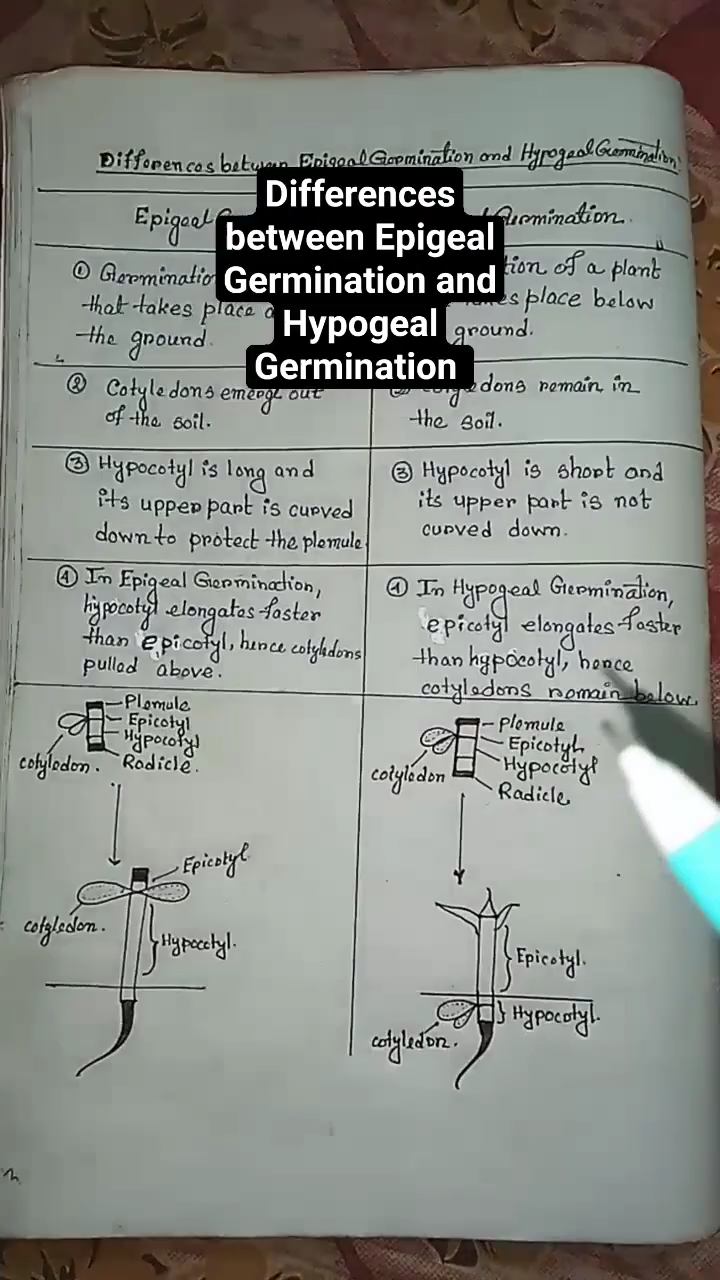 Differences between Epigeal Germination and Hypogeal Germination.
Differences
between Epigeal
Germination and
Hypogeal
Germination
Epigeal
Germination.
① Germination
that takes place
the ground.
tion of a plant
place below
ground.
② Cotyledons emerge out
of the soil.
dons remain in
the soil.
③ Hypocotyl is long and
its upper part is curved
down to protect the plemule
③ Hypocotyl is short and
its upper part is not
curved down.
④ In Epigeal Germination,
hypocotyl elongates faster
than epicotyl, hence cotyledons
pulled above.
④ In Hypogeal Germination,
epicotyl elongates faster
than hypocotyl, hence
cotyledons remain below.
Plemule
Epicotyl
Hypocotyl
cotyledon.
Radicle.
Epicotyl.
cotyledon.
Hypocotyl.
Plemule
Epicotyl
Hypocotyl
cotyledon
Radicle
Epicotyl.
Hypocotyl.
cotyledon.